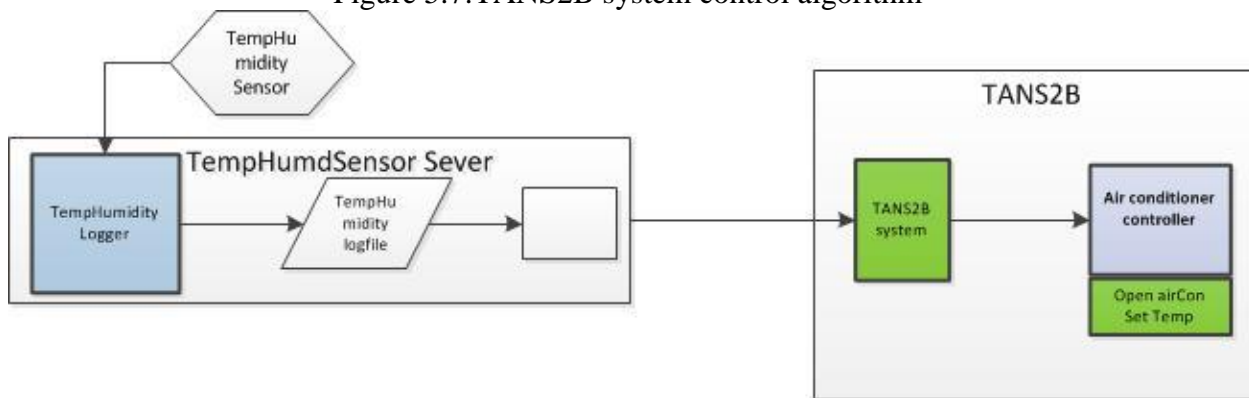 Figure 3.7.TANS2B system control algorithm
TempHu
midity
Sensor
TempHumdSensor Sever
TempHumidity
Logger
TempHu
midity
logfile
TANS2B
TANS2B
system
Air conditioner
controller
Open airCon
Set Temp